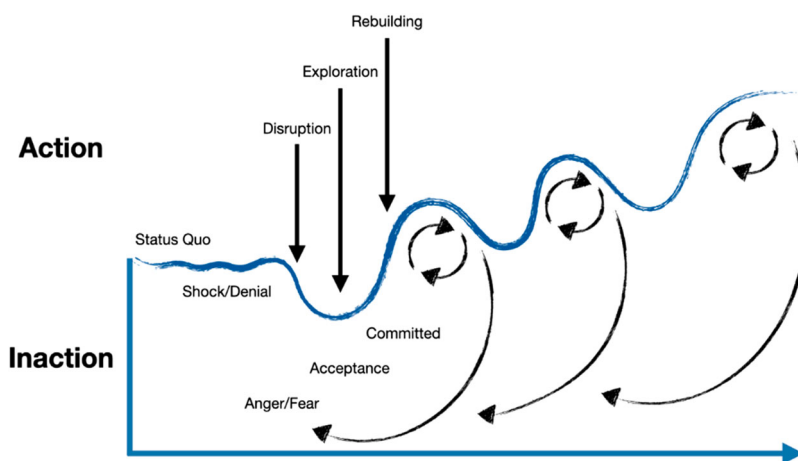 Rebuilding
Exploration
Disruption
Action
Status Quo
Shock/Denial
Committed
Inaction
Acceptance
Anger/Fear